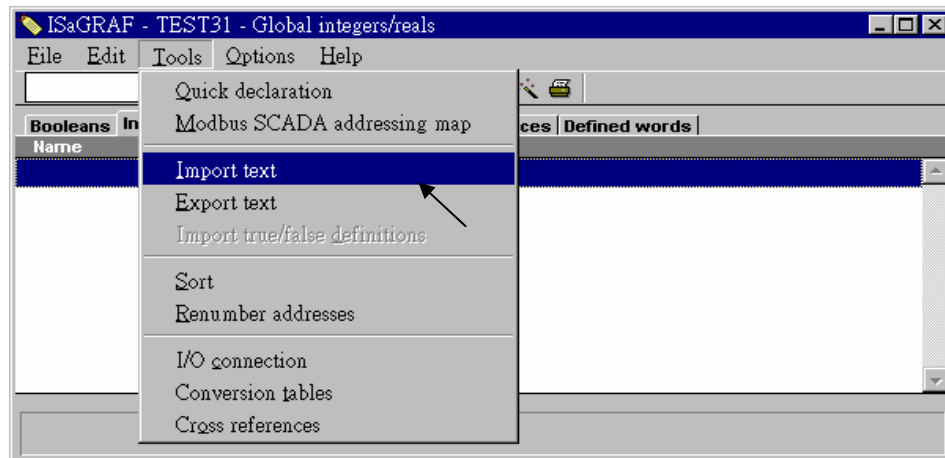 ISaGRAF - TEST31 - Global integers/reals
File Edit Tools Options Help
Quick declaration
Modbus SCADA addressing map
Booleans In ces Defined words
Name
Import text
Export text
Import true/false definitions
Sort
Renumber addresses
I/O connection
Conversion tables
Cross references